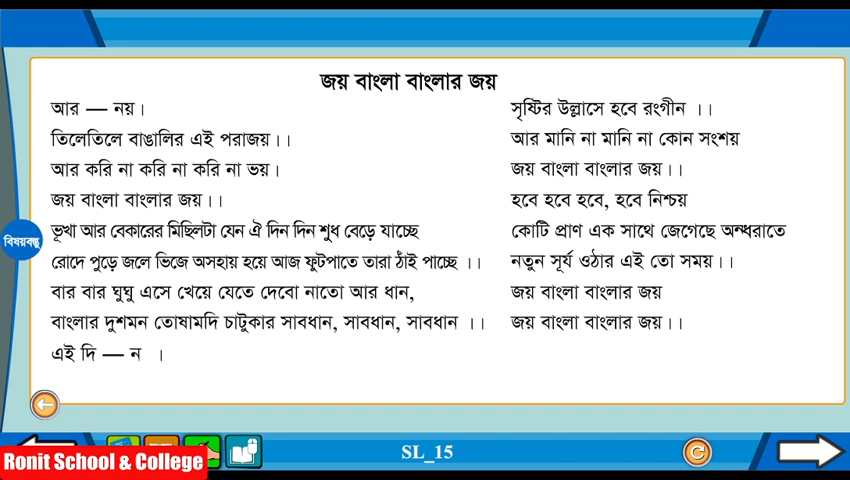 জয় বাংলা বাংলার জয়
আর — নয়।
তিলেতিলে বাঙালির এই পরাজয়।।
আর করি না করি না করি না ভয়।
জয় বাংলা বাংলার জয়।।
ভূখা আর বেকারের মিছিলটা যেন ঐ দিন দিন শুধ বেড়ে যাচ্ছে
রোদে পুড়ে জলে ভিজে অসহায় হয়ে আজ ফুটপাতে তারা ঠাঁই পাচ্ছে ।।
বার বার ঘুঘু এসে খেয়ে যেতে দেবো নাতো আর ধান,
বাংলার দুশমন তোষামদি চাটুকার সাবধান, সাবধান, সাবধান ।।
এই দি — ন ।
সৃষ্টির উল্লাসে হবে রংগীন ।।
আর মানি না মানি না কোন সংশয়
জয় বাংলা বাংলার জয়।।
হবে হবে হবে, হবে নিশ্চয়
কোটি প্রাণ এক সাথে জেগেছে অন্ধরাতে
নতুন সূর্য ওঠার এই তো সময়।।
জয় বাংলা বাংলার জয়
জয় বাংলা বাংলার জয়।।
বিষয়বস্তু
SL_15
Ronit School & College